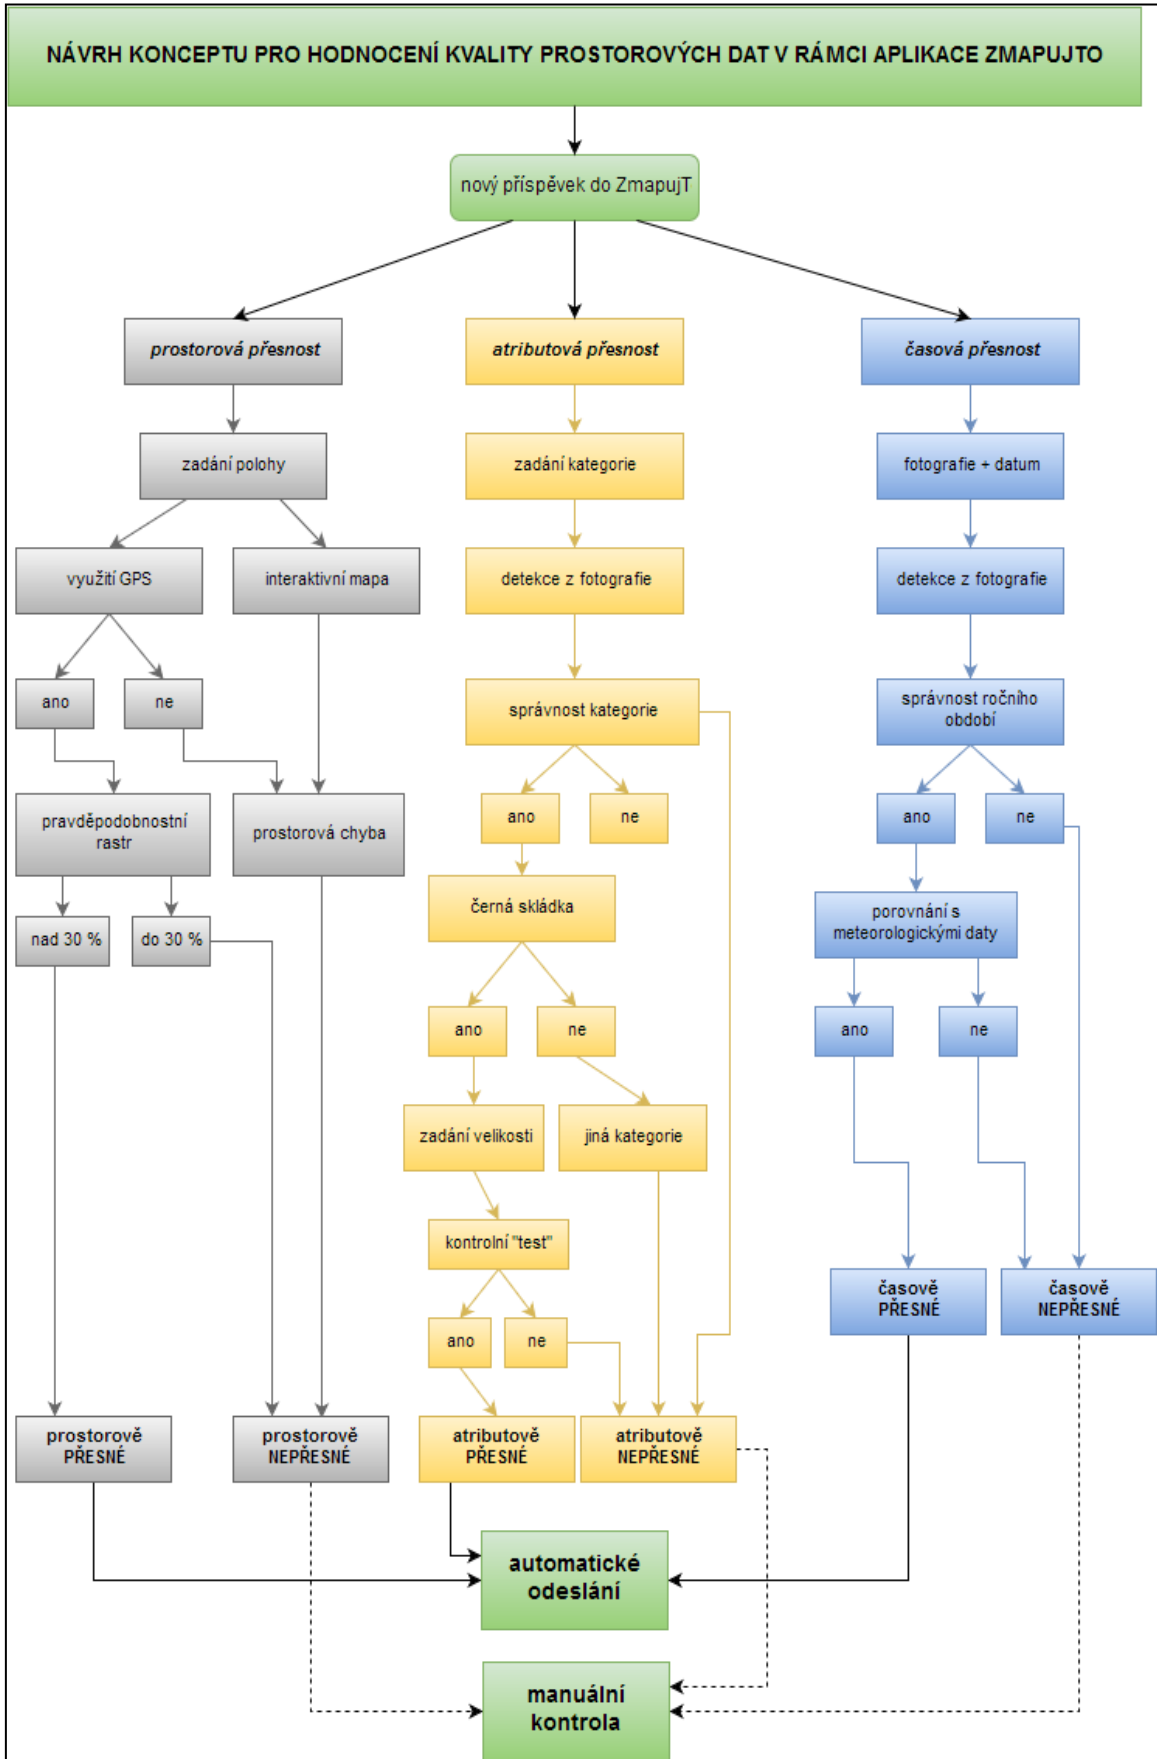 NÁVRH KONCEPTU PRO HODNOCENÍ KVALITY PROSTOROVÝCH DAT V RÁMCI APLIKACE ZMAPUJTO
nový příspěvek do ZmapujT
prostorová přesnost
atributová přesnost
časová přesnost
zadání polohy
zadání kategorie
fotografie + datum
využití GPS
interaktivní mapa
detekce z fotografie
detekce z fotografie
ano
ne
správnost kategorie
správnost ročního
období
pravděpodobnostní
rastr
prostorová chyba
ano
ne
ano
ne
nad 30 %
do 30 %
černá skládka
porovnání s
meteorologickými daty
ano
ne
ano
ne
zadání velikosti
jiná kategorie
kontrolní "test"
ano
ne
časově
PŘESNÉ
časově
NEPŘESNÉ
prostorově
PŘESNÉ
prostorově
NEPŘESNÉ
atributově
PŘESNÉ
atributově
NEPŘESNÉ
automatické
odeslání
manuální
kontrola